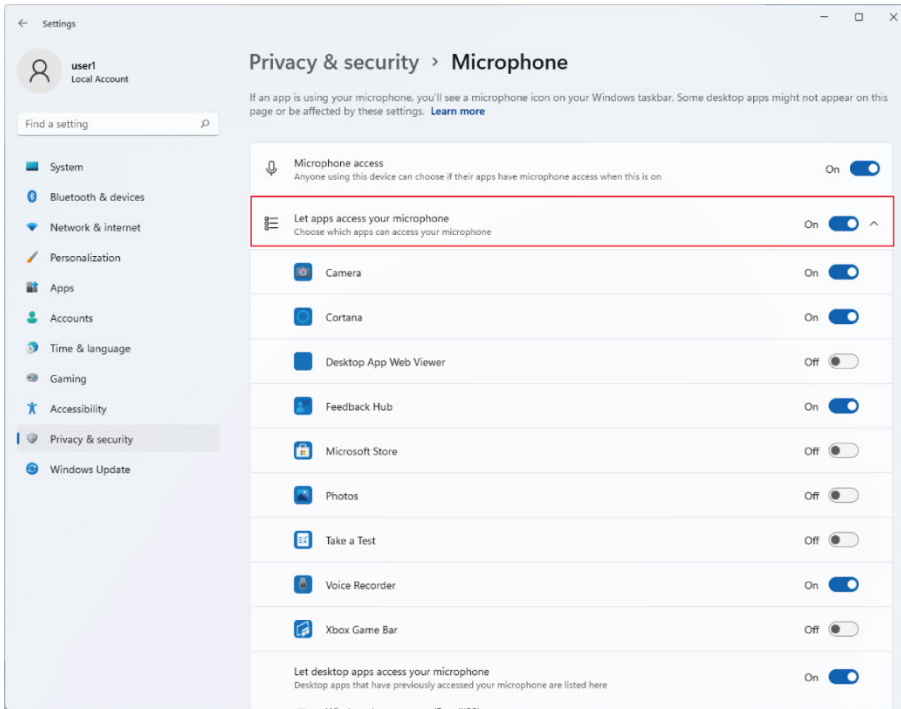 Settings
user1
Local Account
Find a setting
System
Bluetooth & devices
Network & internet
Personalization
Apps
Accounts
Time & language
Gaming
Accessibility
Privacy & security
Windows Update
Privacy & security › Microphone
If an app is using your microphone, you'll see a microphone icon on your Windows taskbar. Some desktop apps might not appear on this
page or be affected by these settings. Learn more
Microphone access
Anyone using this device can choose if their apps have microphone access when this is on
On
Let apps access your microphone
Choose which apps can access your microphone
On
Camera On
Cortana On
Desktop App Web Viewer Off
Feedback Hub On
Microsoft Store Off
Photos Off
Take a Test Off
Voice Recorder On
Xbox Game Bar Off
Let desktop apps access your microphone
Desktop apps that have previously accessed your microphone are listed here
On